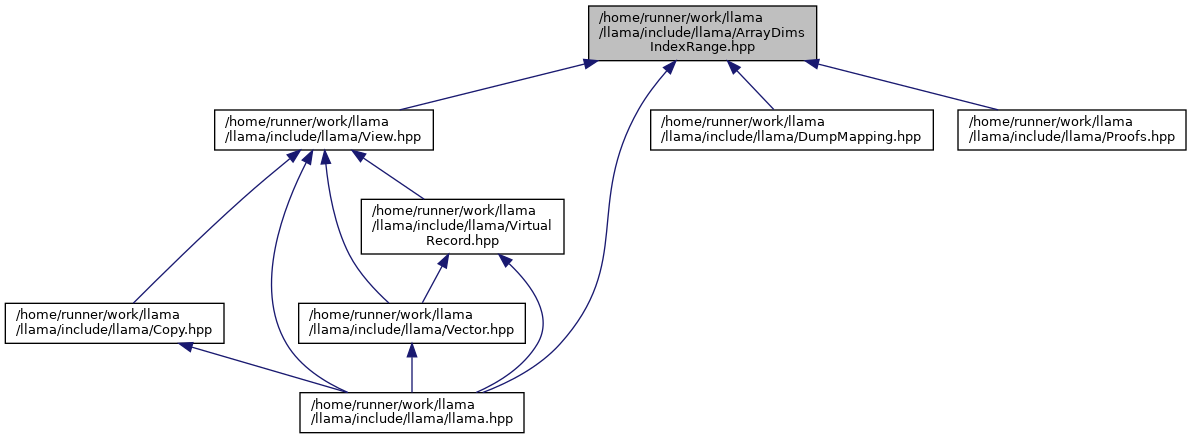 /home/runner/work/llama
/llama/include/llama/ArrayDims
IndexRange.hpp
/home/runner/work/llama
/llama/include/llama/View.hpp
/home/runner/work/llama
/llama/include/llama/DumpMapping.hpp
/home/runner/work/llama
/llama/include/llama/Proofs.hpp
/home/runner/work/llama
/llama/include/llama/Virtual
Record.hpp
/home/runner/work/llama
/llama/include/llama/Copy.hpp
/home/runner/work/llama
/llama/include/llama/Vector.hpp
/home/runner/work/llama
/llama/include/llama/llama.hpp